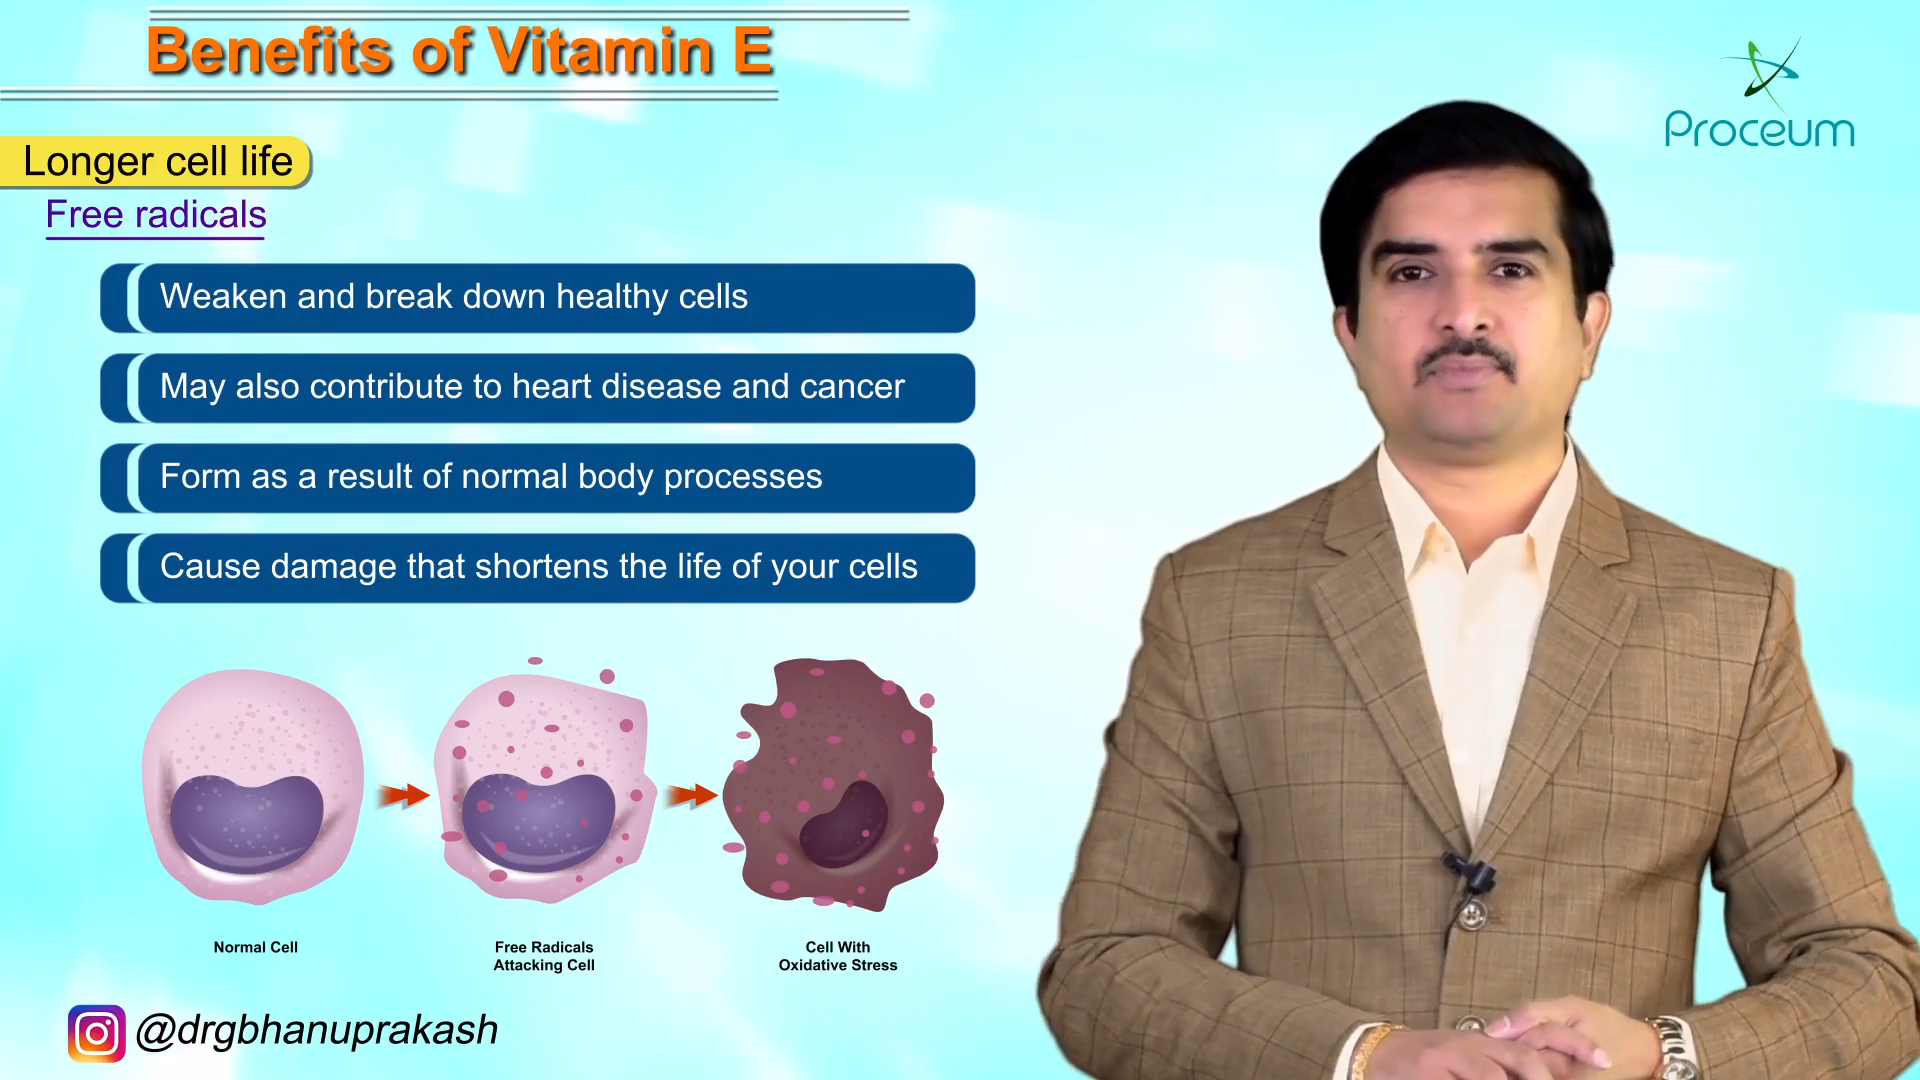 Benefits of Vitamin E
Proceum
Longer cell life
Free radicals
Weaken and break down healthy cells
May also contribute to heart disease and cancer
Form as a result of normal body processes
Cause damage that shortens the life of your cells
Normal Cell
Free Radicals
Attacking Cell
Cell With
Oxidative Stress
@drgbhanuprakash